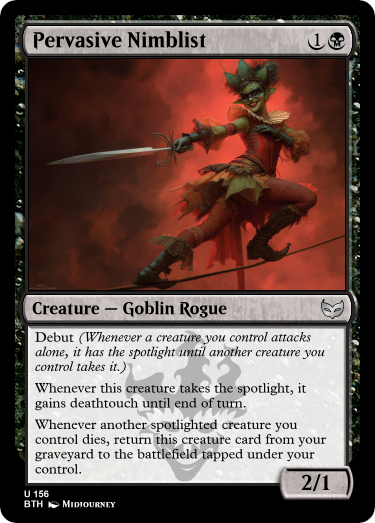 Pervasive Nimblist 1
Creature — Goblin Rogue
Debut (Whenever a creature you control attacks
alone, it has the spotlight until another creature you
control takes it.)
Whenever this creature takes the spotlight, it
gains deathtouch until end of turn.
Whenever another spotlighted creature you
control dies, return this creature card from your
graveyard to the battlefield tapped under your
control.
2/1
U 156
BTH Midjourney